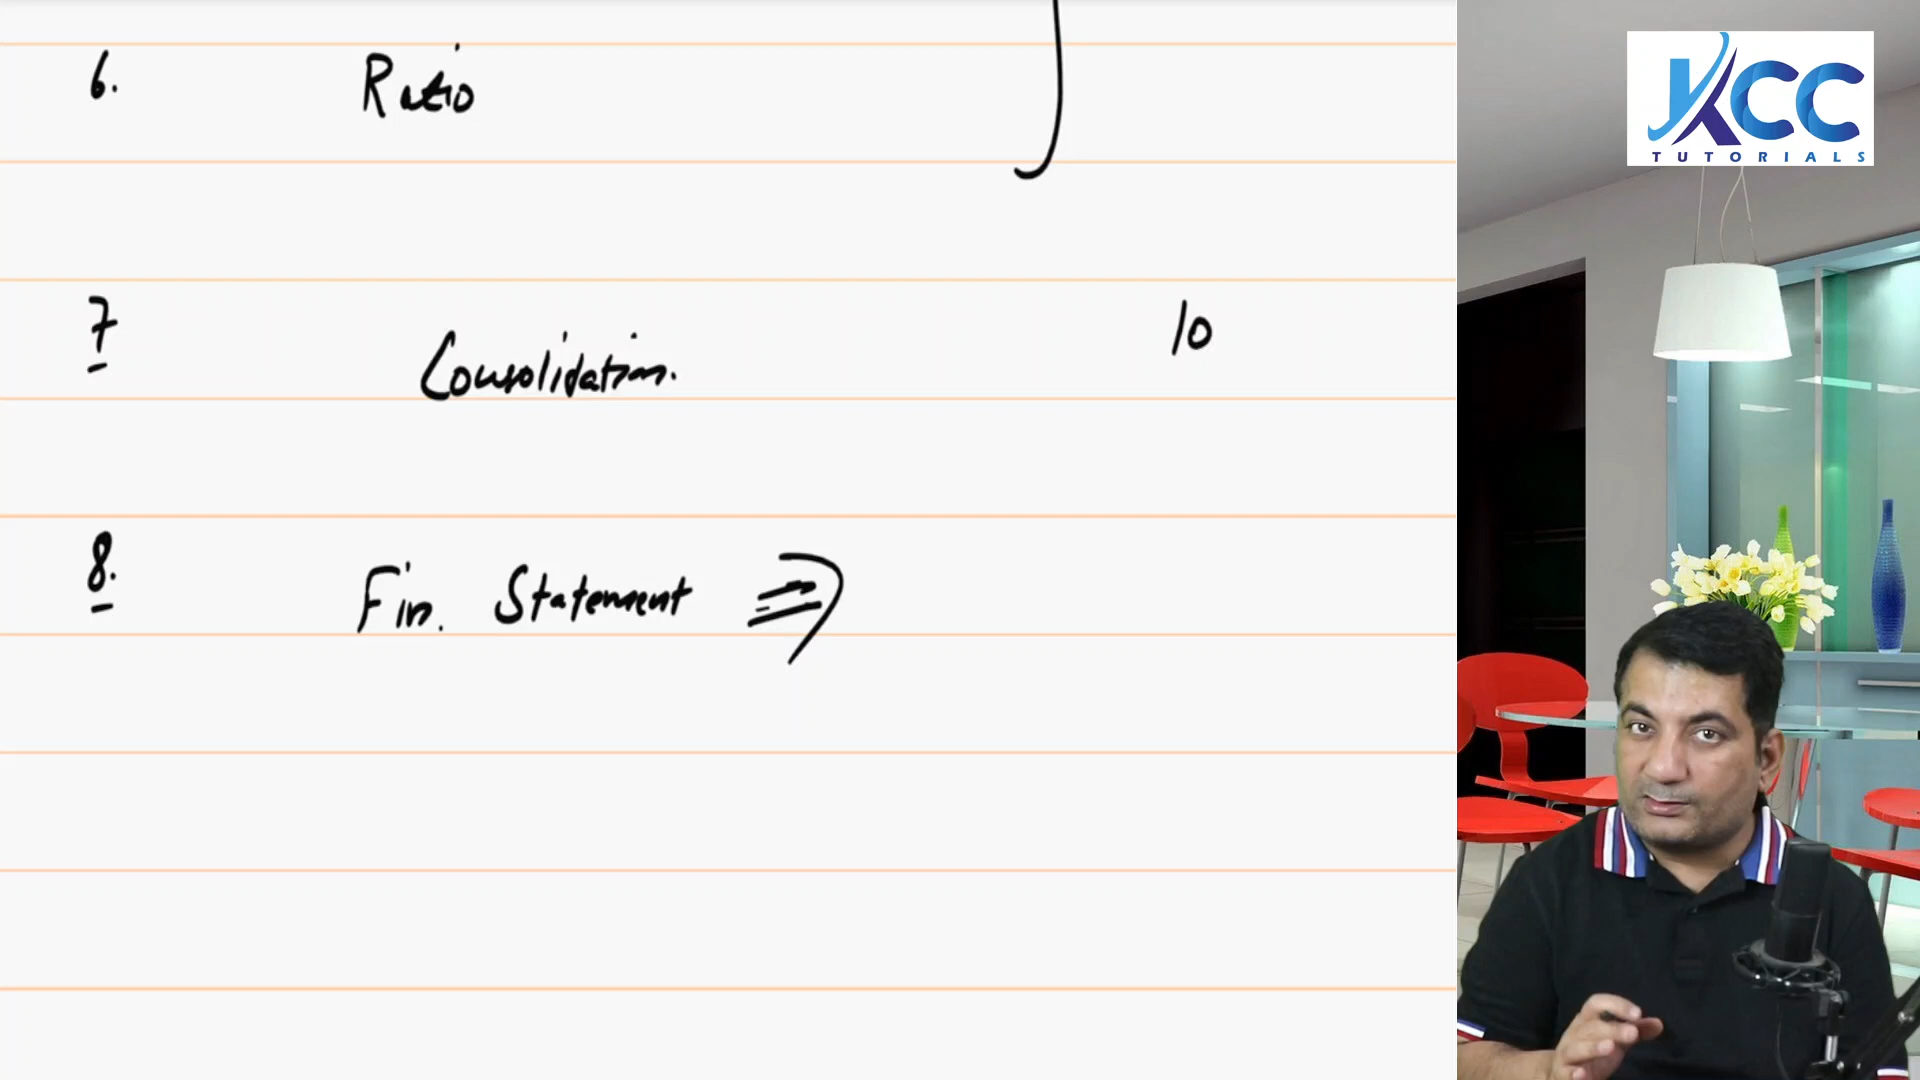 6. Ratio
7 Consolidation. 10
8. Fin. Statement ⇒
KCC
TUTORIALS